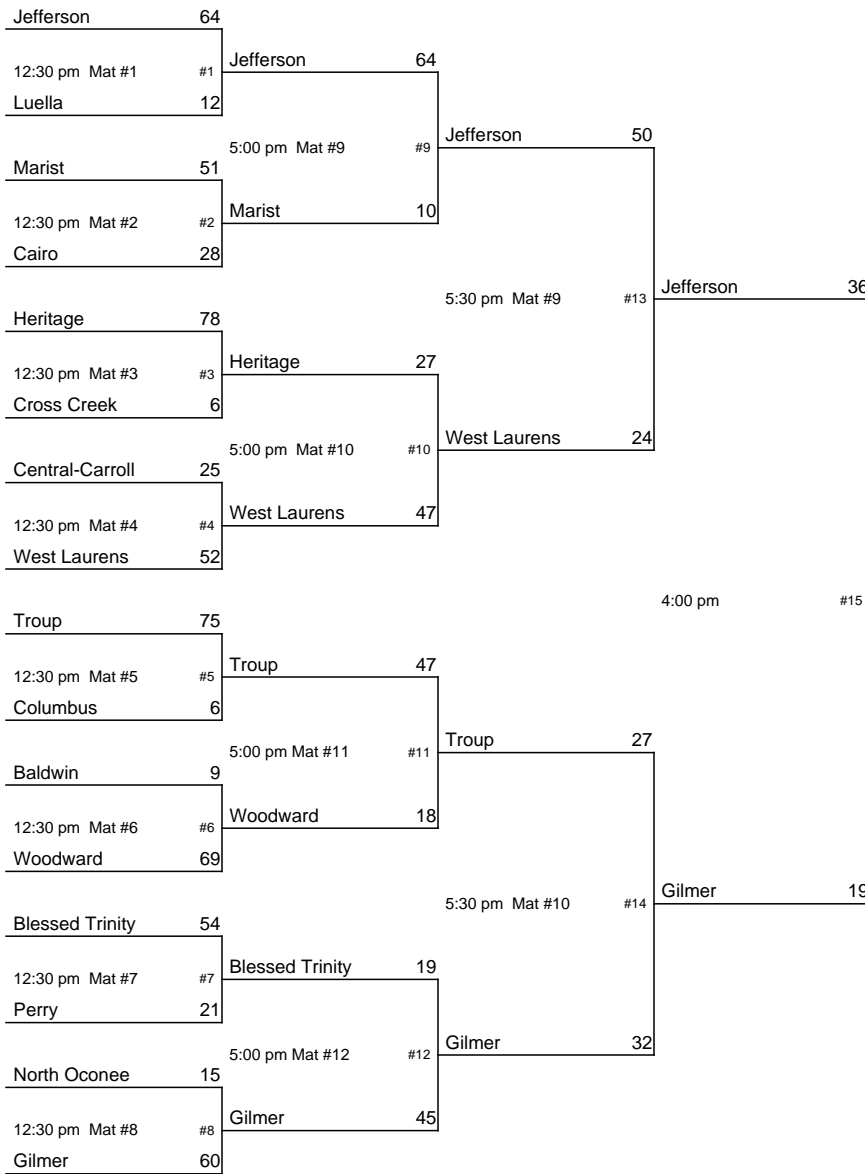 Jefferson 64
12:30 pm Mat #1 #1
Luella 12
Marist 51
12:30 pm Mat #2 #2
Cairo 28
Heritage 78
12:30 pm Mat #3 #3
Cross Creek 6
Central-Carroll 25
12:30 pm Mat #4 #4
West Laurens 52
Troup 75
12:30 pm Mat #5 #5
Columbus 6
Baldwin 9
12:30 pm Mat #6 #6
Woodward 69
Blessed Trinity 54
12:30 pm Mat #7 #7
Perry 21
North Oconee 15
12:30 pm Mat #8 #8
Gilmer 60
Jefferson 64
5:00 pm Mat #9 #9
Marist 10
Heritage 27
5:00 pm Mat #10 #10
West Laurens 47
Troup 47
5:00 pm Mat #11 #11
Woodward 18
Blessed Trinity 19
5:00 pm Mat #12 #12
Gilmer 45
Jefferson 50
5:30 pm Mat #9 #13
West Laurens 24
Troup 27
5:30 pm Mat #10 #14
Gilmer 32
Jefferson 36
4:00 pm #15
Gilmer 19